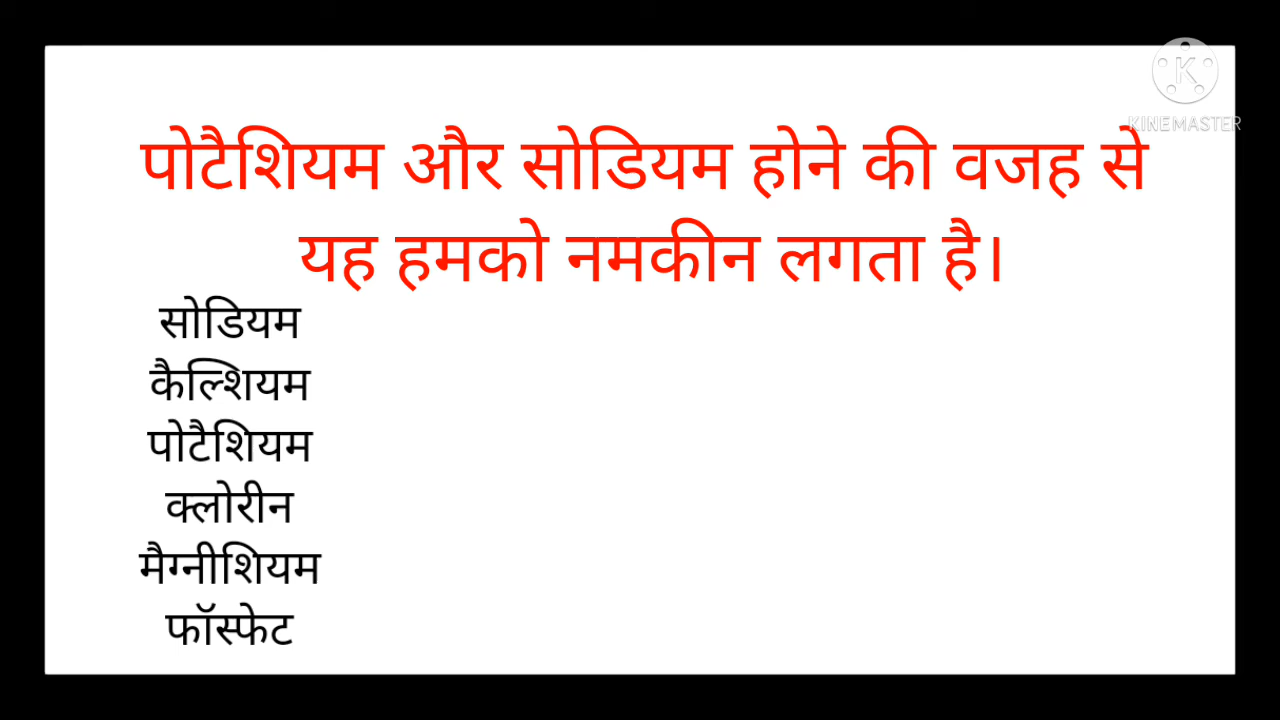 KINEMASTER
पोटैशियम और सोडियम होने की वजह से
यह हमको नमकीन लगता है।
सोडियम
कैल्शियम
पोटैशियम
क्लोरीन
मैग्नीशियम
फॉस्फेट